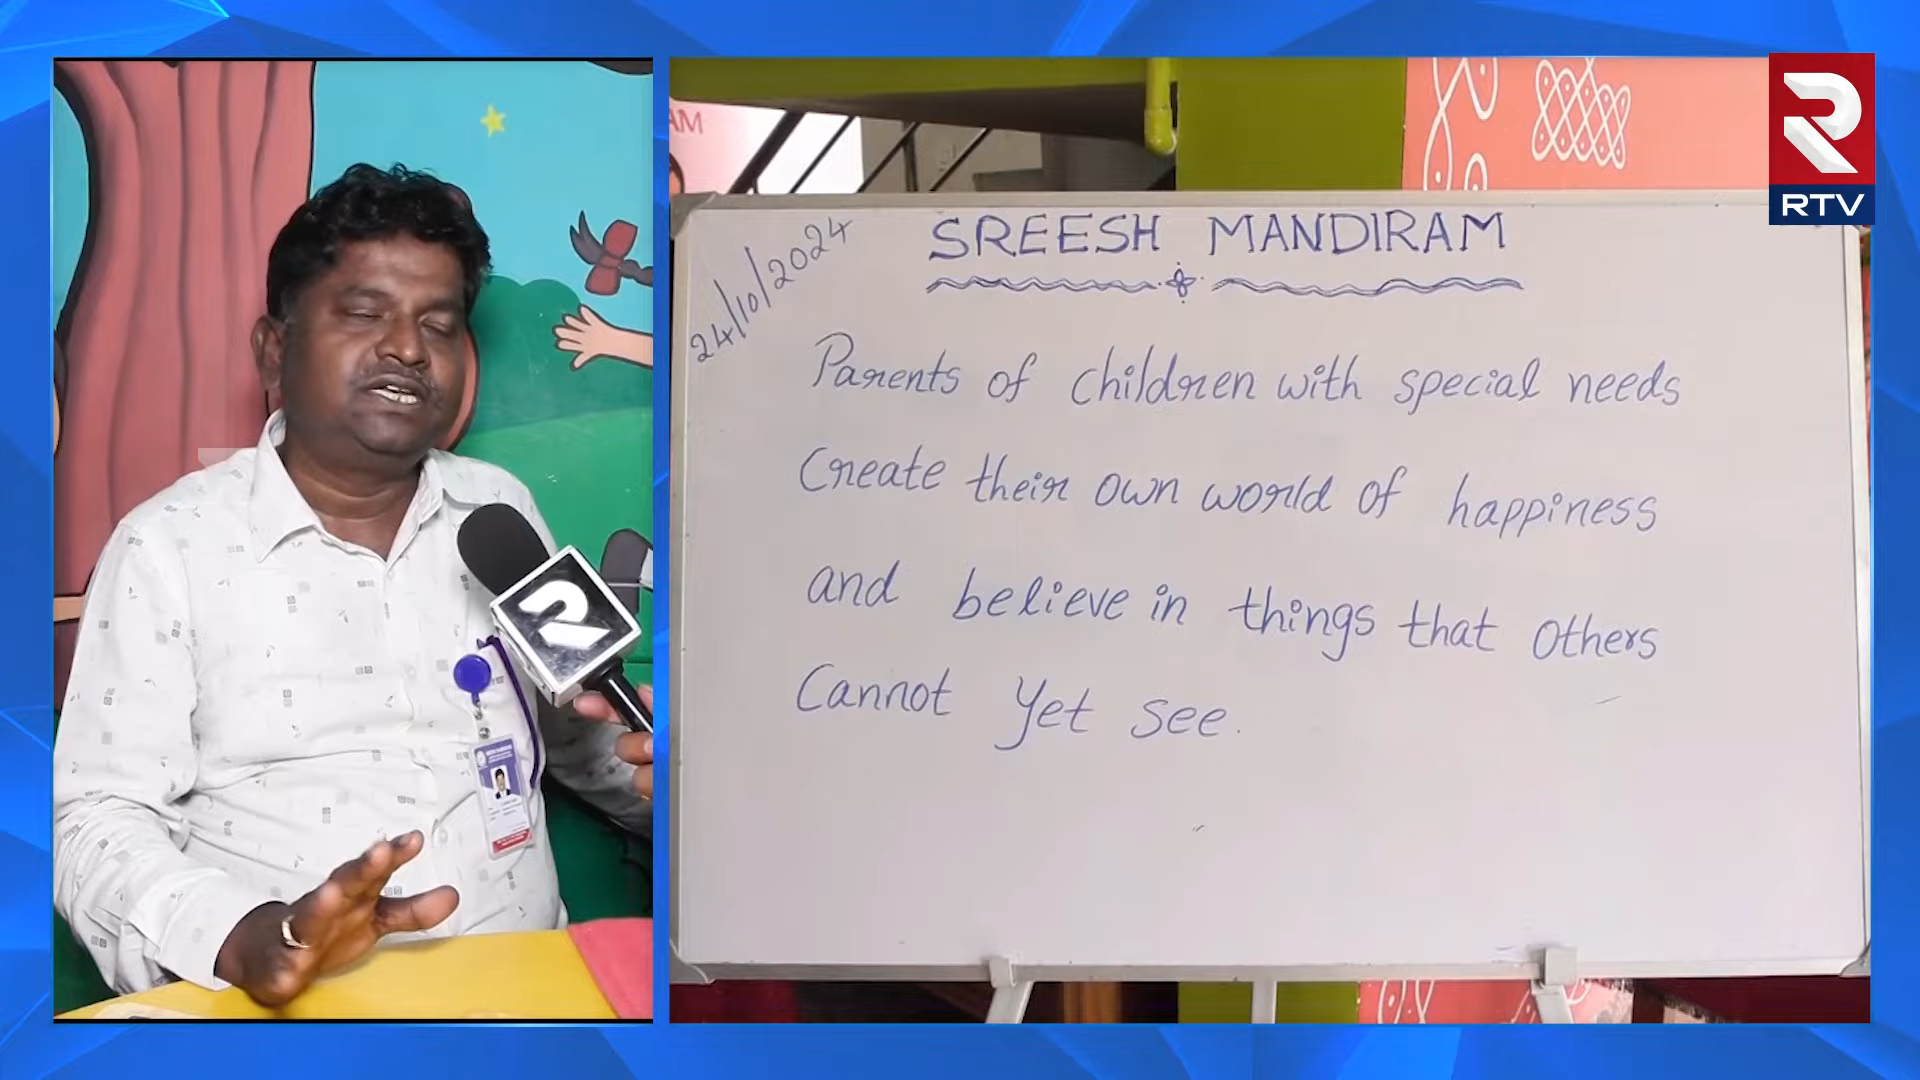 RTV
AM
24/10/2024
SREESH MANDIRAM
Parents of children with special needs
Create their own world of happiness
and believe in things that others
Cannot Yet see.